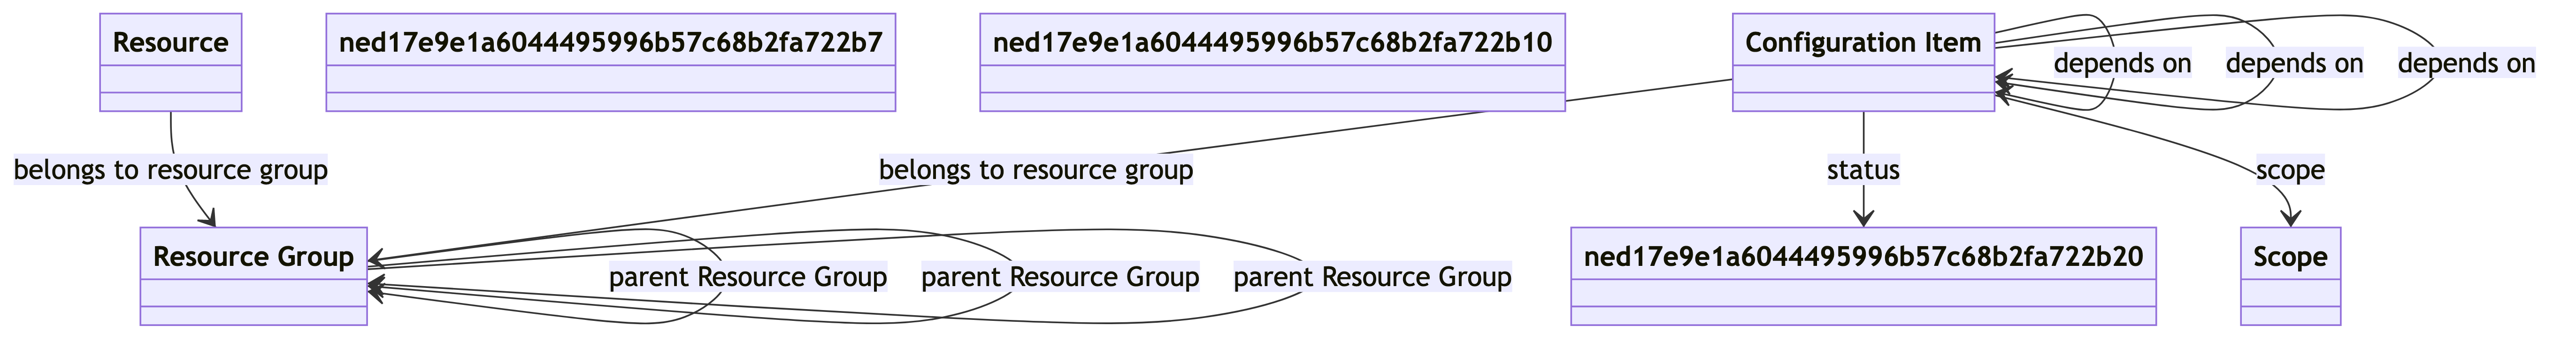 Resource
ned17e9e1a6044495996b57c68b2fa722b7
ned17e9e1a6044495996b57c68b2fa722b10
Configuration Item
depends on
depends on
depends on
belongs to resource group
belongs to resource group
status
scope
Resource Group
parent Resource Group
parent Resource Group
parent Resource Group
ned17e9e1a6044495996b57c68b2fa722b20
Scope